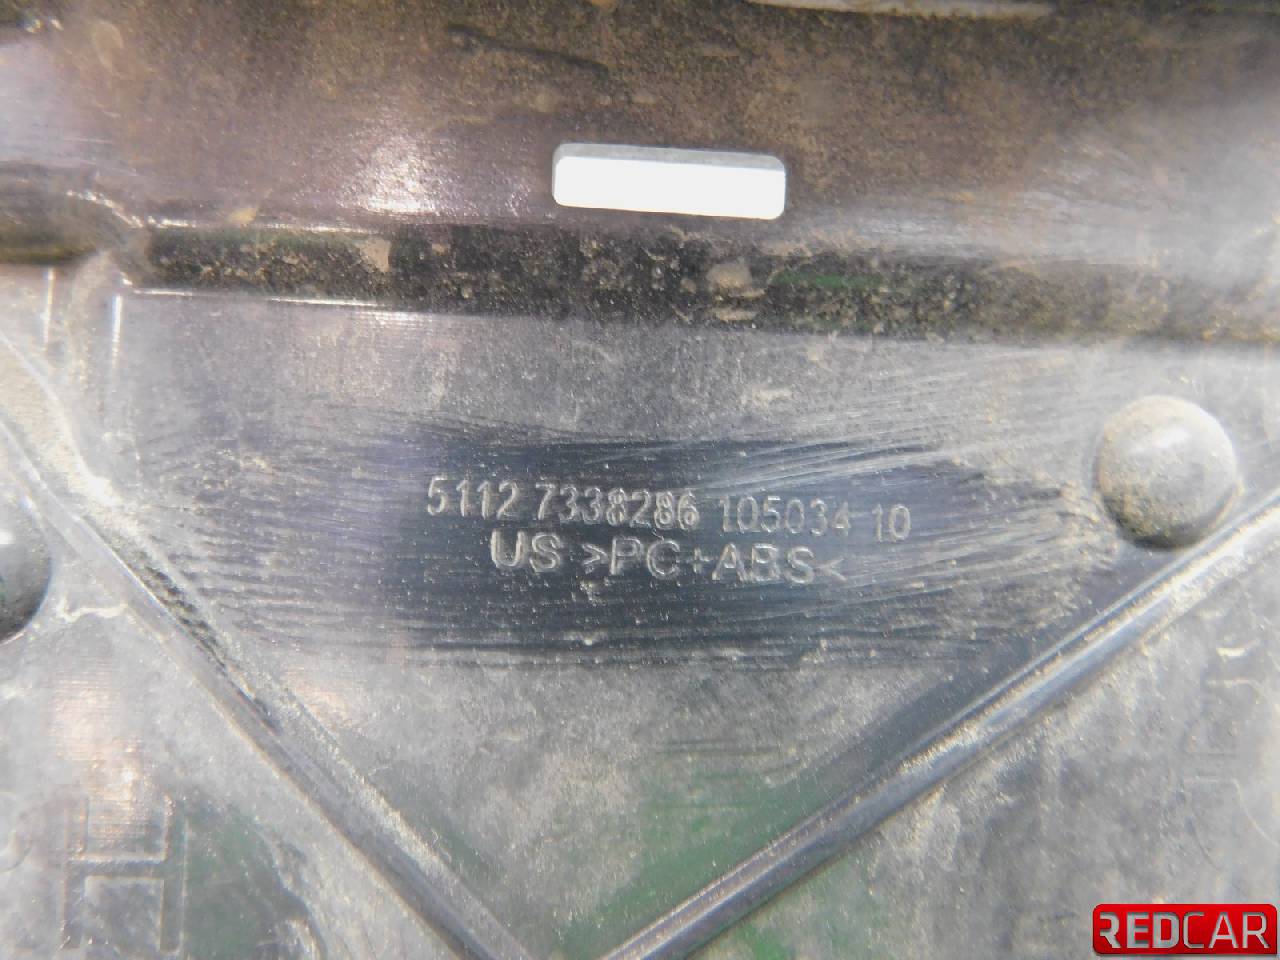 5112 7338286 105034 10
US >PC+ABS<
REDCAR